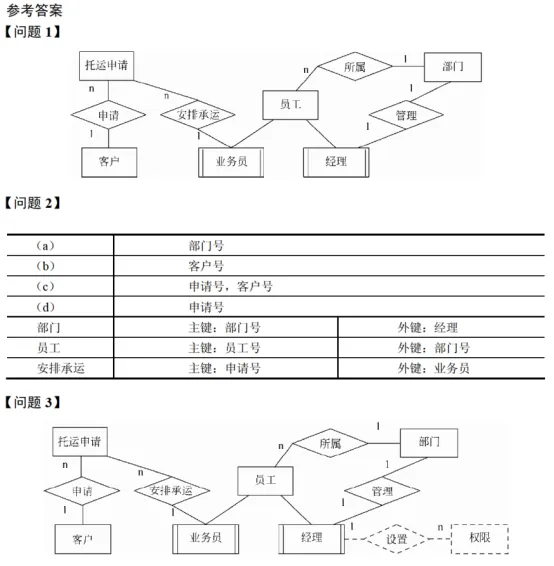 参考答案
【问题 1】
托运申请 n 所属 1 部门
n n 员工 1
申请 安排承运 管理
1 1 1
客户 业务员 经理
【问题 2】
(a) 部门号
(b) 客户号
(c) 申请号，客户号
(d) 申请号
部门 主键：部门号 外键：经理
员工 主键：员工号 外键：部门号
安排承运 主键：申请号 外键：业务员
【问题 3】
托运申请 n 所属 1 部门
n n 员工 1
申请 安排承运 管理
1 1 1
客户 业务员 经理 1 设置 n 权限